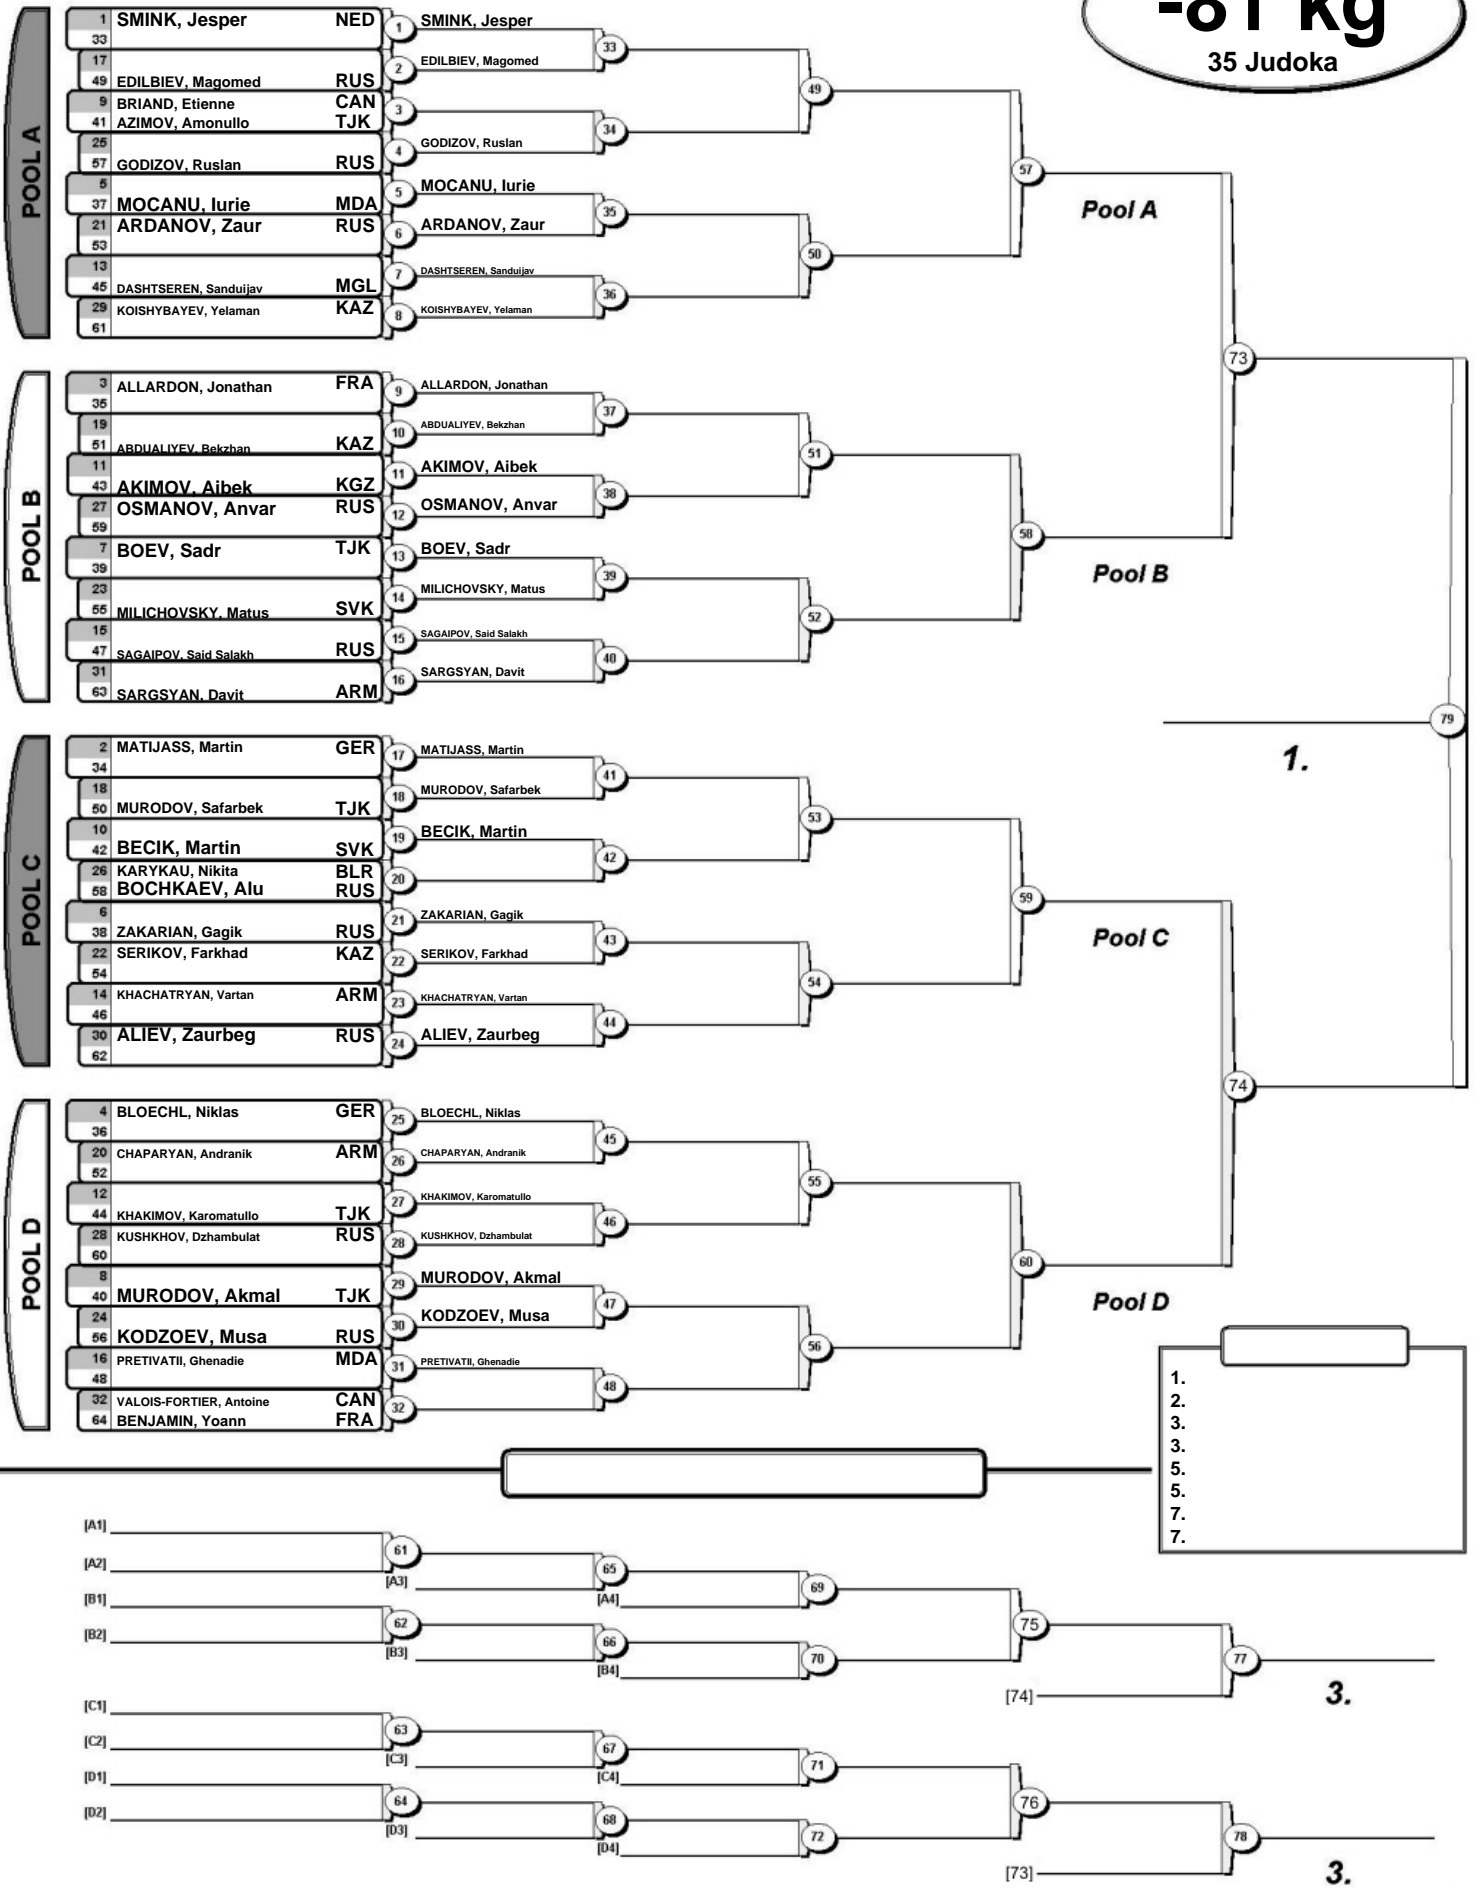 -81 kg
35 Judoka
POOL A
1 SMINK, Jesper NED
33
17
49 EDILBIEV, Magomed RUS
9 BRIAND, Etienne CAN
41 AZIMOV, Amonullo TJK
25
57 GODIZOV, Ruslan RUS
5
37 MOCANU, Iurie MDA
21 ARDANOV, Zaur RUS
53
13
45 DASHTSEREN, Sanduijav MGL
29 KOISHYBAYEV, Yelaman KAZ
61
1 SMINK, Jesper
2 EDILBIEV, Magomed
3
4 GODIZOV, Ruslan
5 MOCANU, Iurie
6 ARDANOV, Zaur
7 DASHTSEREN, Sanduijav
8 KOISHYBAYEV, Yelaman
33
34
35
36
49
50
57
Pool A
POOL B
3 ALLARDON, Jonathan FRA
35
19
51 ABDUALIYEV, Bekzhan KAZ
11
43 AKIMOV, Aibek KGZ
27 OSMANOV, Anvar RUS
59
7 BOEV, Sadr TJK
39
23
55 MILICHOVSKY, Matus SVK
15
47 SAGAIPOV, Said Salakh RUS
31
63 SARGSYAN, Davit ARM
9 ALLARDON, Jonathan
10 ABDUALIYEV, Bekzhan
11 AKIMOV, Aibek
12 OSMANOV, Anvar
13 BOEV, Sadr
14 MILICHOVSKY, Matus
15 SAGAIPOV, Said Salakh
16 SARGSYAN, Davit
37
38
39
40
51
52
58
Pool B
73
79
1.
POOL C
2 MATIJASS, Martin GER
34
18
50 MURODOV, Safarbek TJK
10
42 BECIK, Martin SVK
26 KARYKAU, Nikita BLR
58 BOCHKAEV, Alu RUS
6
38 ZAKARIAN, Gagik RUS
22 SERIKOV, Farkhad KAZ
54
14 KHACHATRYAN, Vartan ARM
46
30 ALIEV, Zaurbeg RUS
62
17 MATIJASS, Martin
18 MURODOV, Safarbek
19 BECIK, Martin
20
21 ZAKARIAN, Gagik
22 SERIKOV, Farkhad
23 KHACHATRYAN, Vartan
24 ALIEV, Zaurbeg
41
42
43
44
53
54
59
Pool C
74
POOL D
4 BLOECHL, Niklas GER
36
20 CHAPARYAN, Andranik ARM
52
12
44 KHAKIMOV, Karomatullo TJK
28 KUSHKHOV, Dzhambulat RUS
60
8
40 MURODOV, Akmal TJK
24
56 KODZOEV, Musa RUS
16 PRETIVATII, Ghenadie MDA
48
32 VALOIS-FORTIER, Antoine CAN
64 BENJAMIN, Yoann FRA
25 BLOECHL, Niklas
26 CHAPARYAN, Andranik
27 KHAKIMOV, Karomatullo
28 KUSHKHOV, Dzhambulat
29 MURODOV, Akmal
30 KODZOEV, Musa
31 PRETIVATII, Ghenadie
32
45
46
47
48
55
56
60
Pool D
1.
2.
3.
3.
5.
5.
7.
7.
[A1]
[A2]
61
[A3]
65
[A4]
69
[B1]
[B2]
62
[B3]
66
[B4]
70
75
[74]
77
3.
[C1]
[C2]
63
[C3]
67
[C4]
71
[D1]
[D2]
64
[D3]
68
[D4]
72
76
[73]
78
3.